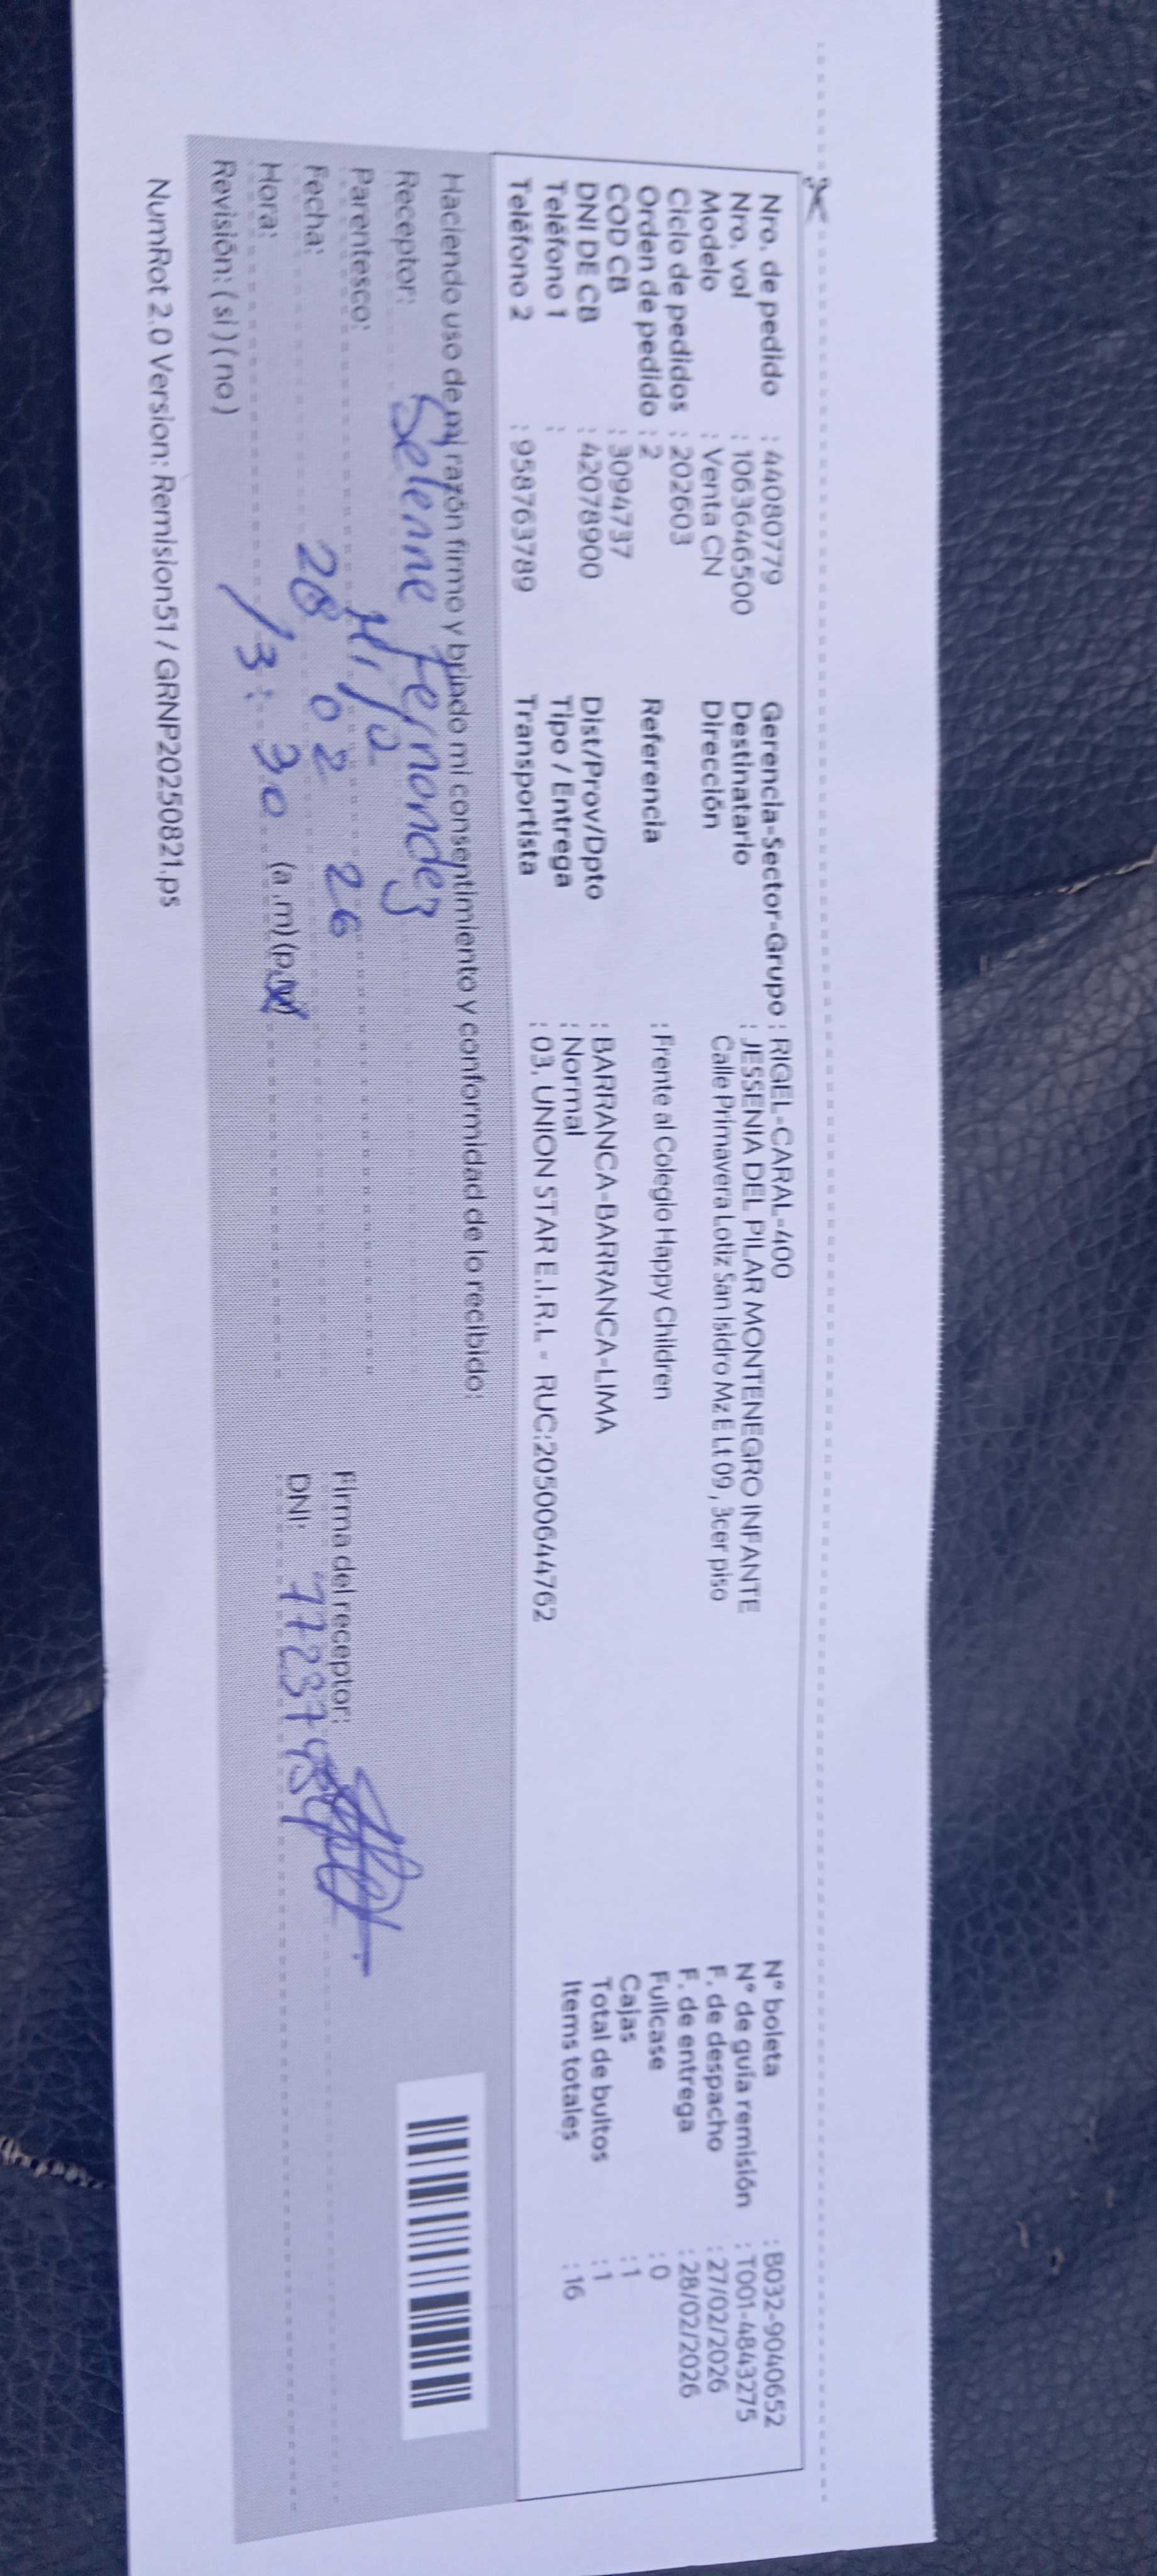 Nro. de pedido : 44080779
Nro. vol : 1063646500
Modelo : Venta CN
Ciclo de pedidos : 202603
Orden de pedido : 2
COD CB : 3094737
DNI DE CB : 42078900
Teléfono 1 :
Teléfono 2 : 958763789
Gerencia-Sector-Grupo : RIGEL-CARAL-400
Destinatario : JESSENIA DEL PILAR MONTENEGRO INFANTE
Dirección Calle Primavera Lotiz San Isidro Mz E Lt 09 , 3cer piso
Referencia : Frente al Colegio Happy Children
Dist/Prov/Dpto : BARRANCA-BARRANCA-LIMA
Tipo / Entrega : Normal
Transportista : 03, UNION STAR E.I.R.L - RUC:20500644762
N° boleta : B032-9040652
N° de guía remisión : T001-4843275
F. de despacho : 27/02/2026
F. de entrega : 28/02/2026
Fullcase : 0
Cajas : 1
Total de bultos : 1
Items totales : 16
Haciendo uso de mi razón firmo y brindo mi consentimiento y conformidad de lo recibido:
Receptor: Selenne Fernandez
Parentesco: Hija
Fecha: 28 02 26
Hora: 13:30 (a.m) (p.m)
Revisión: ( si ) ( no )
Firma del receptor:
DNI:
NumRot 2.0 Version: Remision51 / GRNP20250821.ps